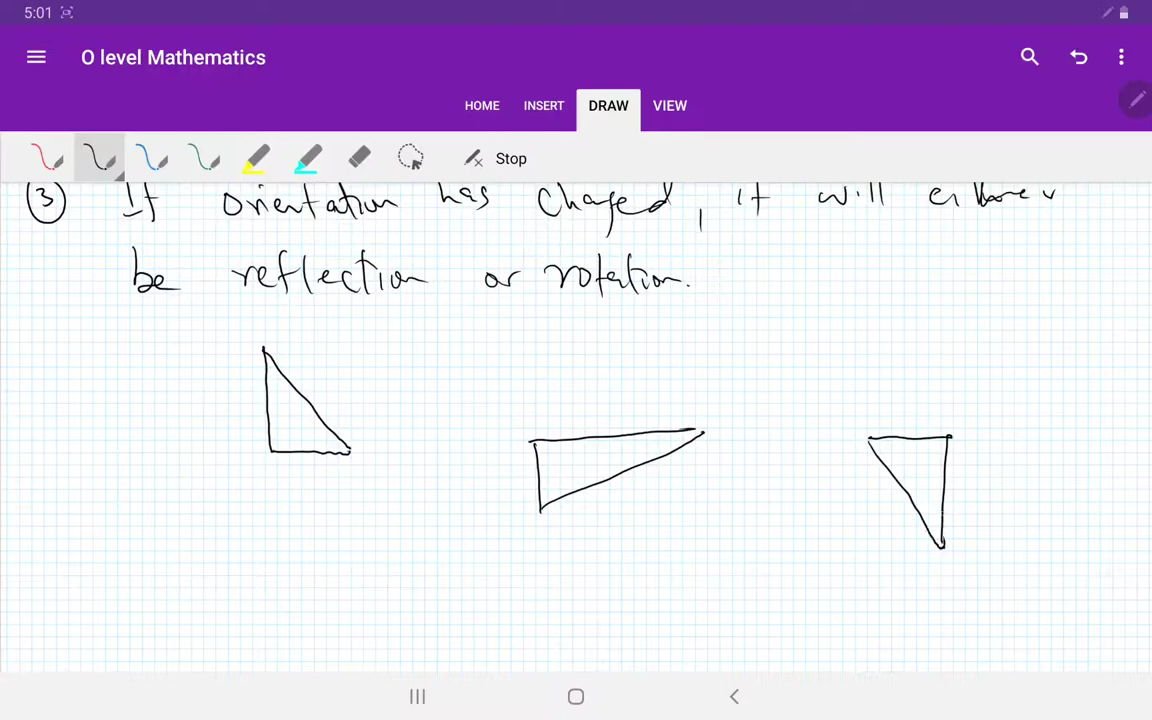 5:01
O level Mathematics
HOME INSERT DRAW VIEW
Stop
3 If orientation has changed, it will either
be reflection or rotation.